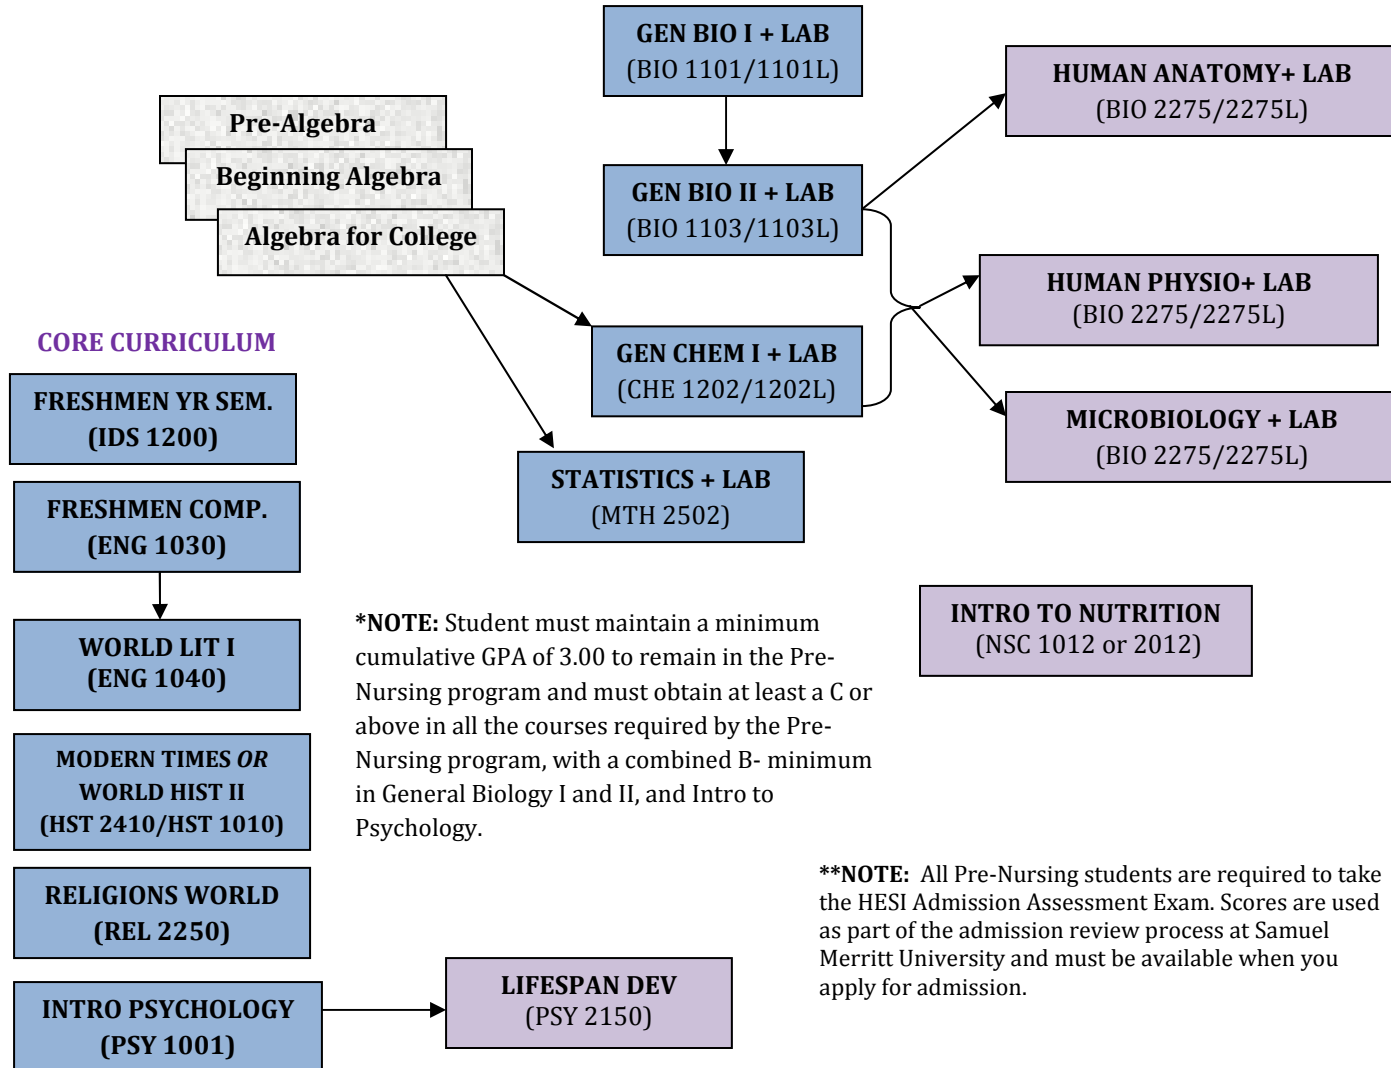 GEN BIO I + LAB
(BIO 1101/1101L)
HUMAN ANATOMY+ LAB
(BIO 2275/2275L)
Pre-Algebra
Beginning Algebra
Algebra for College
GEN BIO II + LAB
(BIO 1103/1103L)
HUMAN PHYSIO+ LAB
(BIO 2275/2275L)
GEN CHEM I + LAB
(CHE 1202/1202L)
MICROBIOLOGY + LAB
(BIO 2275/2275L)
STATISTICS + LAB
(MTH 2502)
CORE CURRICULUM
FRESHMEN YR SEM.
(IDS 1200)
FRESHMEN COMP.
(ENG 1030)
WORLD LIT I
(ENG 1040)
MODERN TIMES OR
WORLD HIST II
(HST 2410/HST 1010)
RELIGIONS WORLD
(REL 2250)
INTRO PSYCHOLOGY
(PSY 1001)
LIFESPAN DEV
(PSY 2150)
INTRO TO NUTRITION
(NSC 1012 or 2012)
*NOTE: Student must maintain a minimum
cumulative GPA of 3.00 to remain in the Pre-
Nursing program and must obtain at least a C or
above in all the courses required by the Pre-
Nursing program, with a combined B- minimum
in General Biology I and II, and Intro to
Psychology.
**NOTE: All Pre-Nursing students are required to take
the HESI Admission Assessment Exam. Scores are used
as part of the admission review process at Samuel
Merritt University and must be available when you
apply for admission.